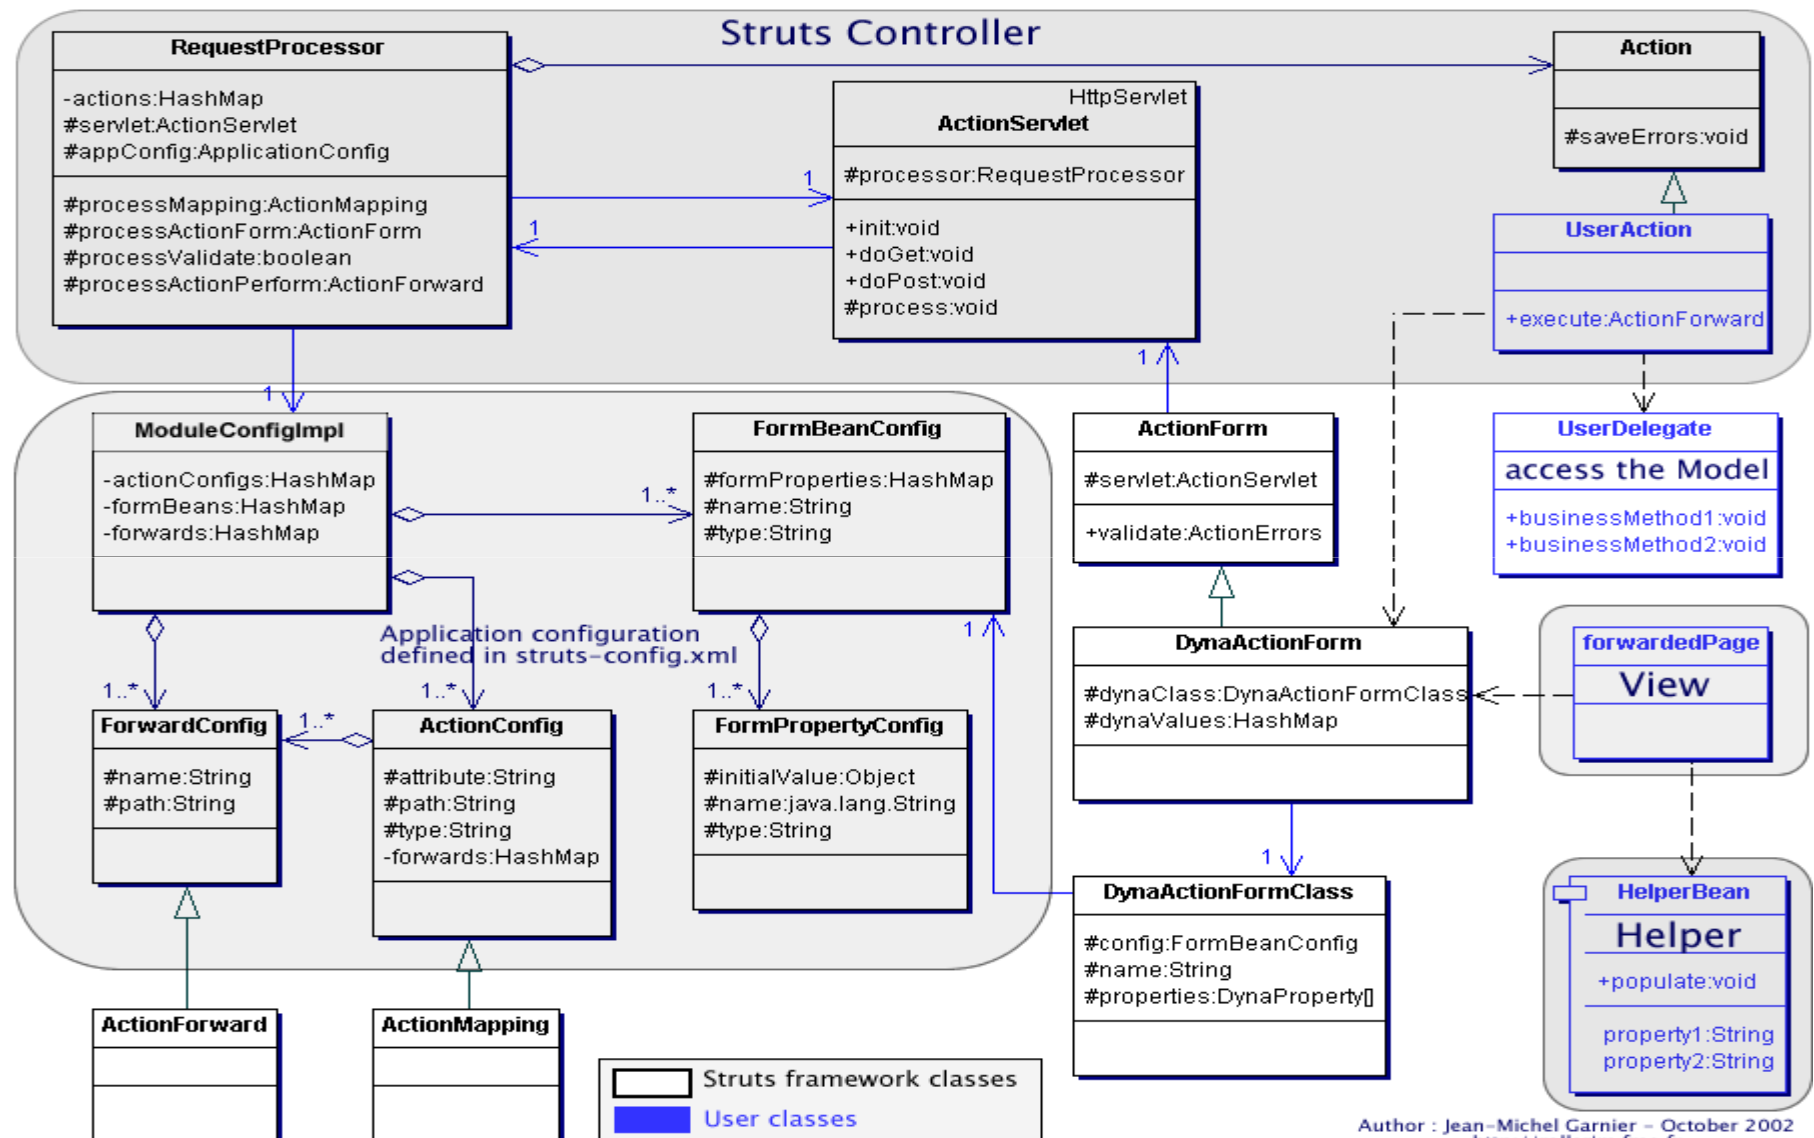 Struts Controller
RequestProcessor
-actions:HashMap
#servlet:ActionServlet
#appConfig:ApplicationConfig
#processMapping:ActionMapping
#processActionForm:ActionForm
#processValidate:boolean
#processActionPerform:ActionForward
HttpServlet
ActionServlet
#processor:RequestProcessor
+init:void
+doGet:void
+doPost:void
#process:void
Action
#saveErrors:void
UserAction
+execute:ActionForward
1
1
1
1
ModuleConfigImpl
-actionConfigs:HashMap
-formBeans:HashMap
-forwards:HashMap
1..*
FormBeanConfig
#formProperties:HashMap
#name:String
#type:String
ActionForm
#servlet:ActionServlet
+validate:ActionErrors
UserDelegate
access the Model
+businessMethod1:void
+businessMethod2:void
Application configuration
defined in struts-config.xml
1
1..*
1..*
1..*
1..*
ForwardConfig
#name:String
#path:String
ActionConfig
#attribute:String
#path:String
#type:String
-forwards:HashMap
FormPropertyConfig
#initialValue:Object
#name:java.lang.String
#type:String
DynaActionForm
#dynaClass:DynaActionFormClass
#dynaValues:HashMap
forwardedPage
View
1
DynaActionFormClass
#config:FormBeanConfig
#name:String
#properties:DynaProperty[]
HelperBean
Helper
+populate:void
property1:String
property2:String
ActionForward
ActionMapping
Struts framework classes
User classes
Author : Jean-Michel Garnier - October 2002